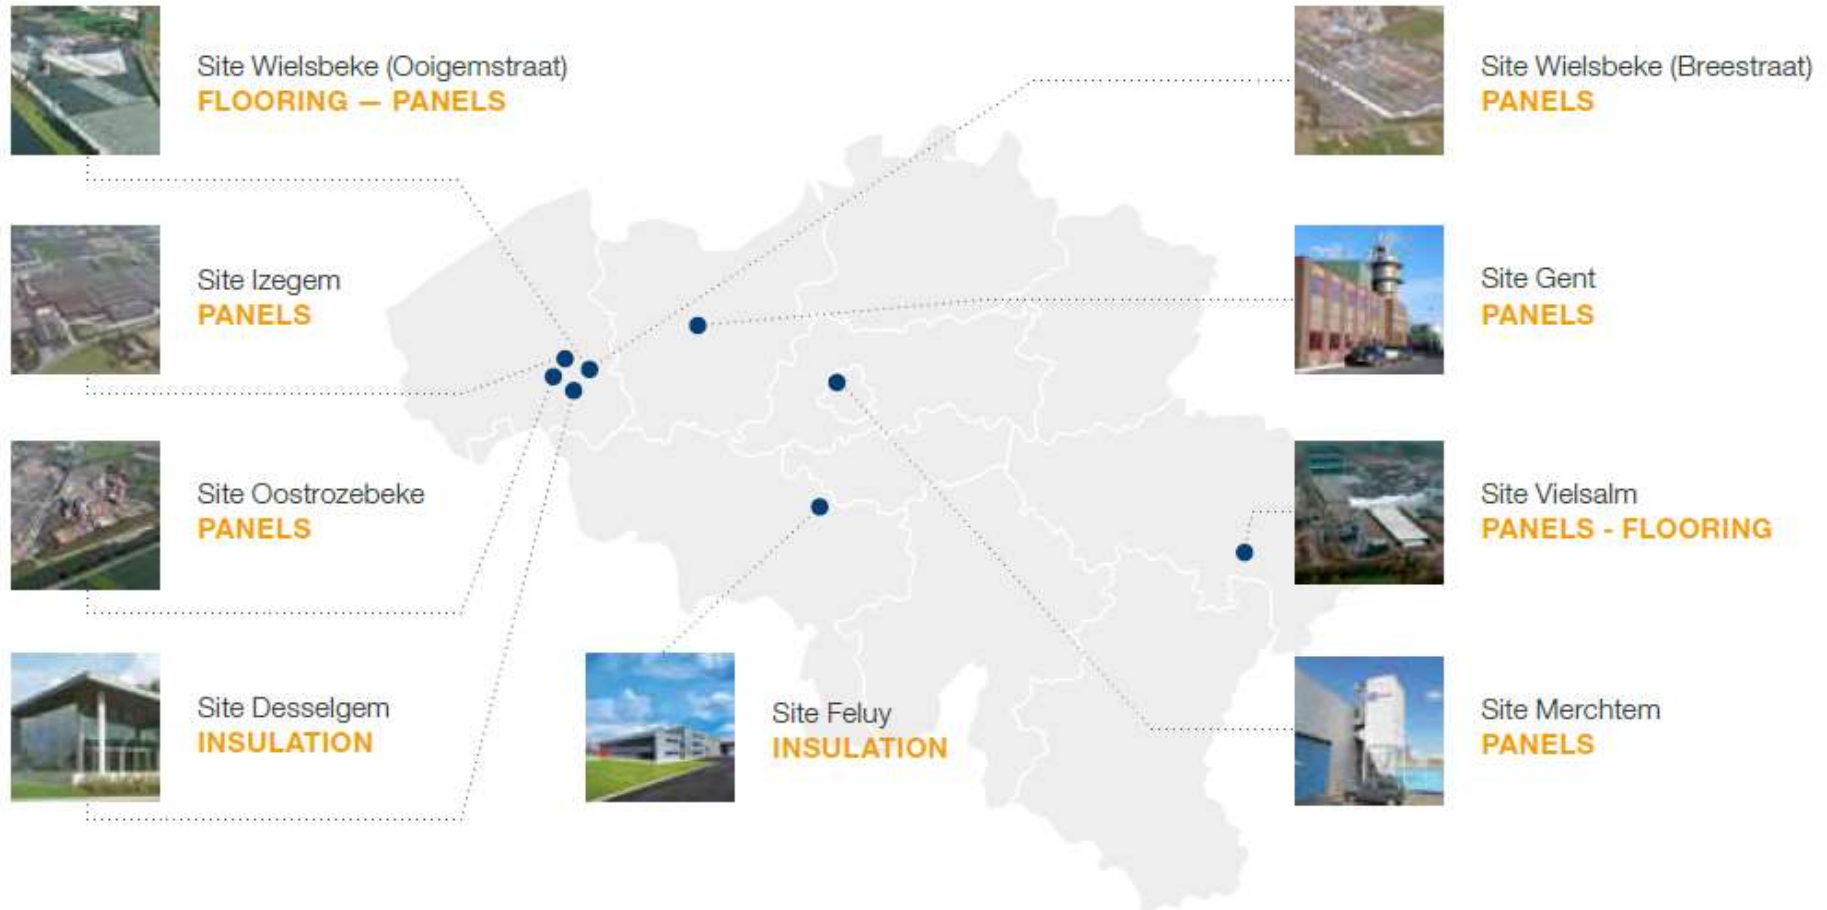 Site Wielsbeke (Ooigemstraat)
FLOORING — PANELS
Site Izegem
PANELS
Site Oostrozebeke
PANELS
Site Desselgem
INSULATION
Site Feluy
INSULATION
Site Wielsbeke (Breestraat)
PANELS
Site Gent
PANELS
Site Vielsalm
PANELS - FLOORING
Site Merchtem
PANELS